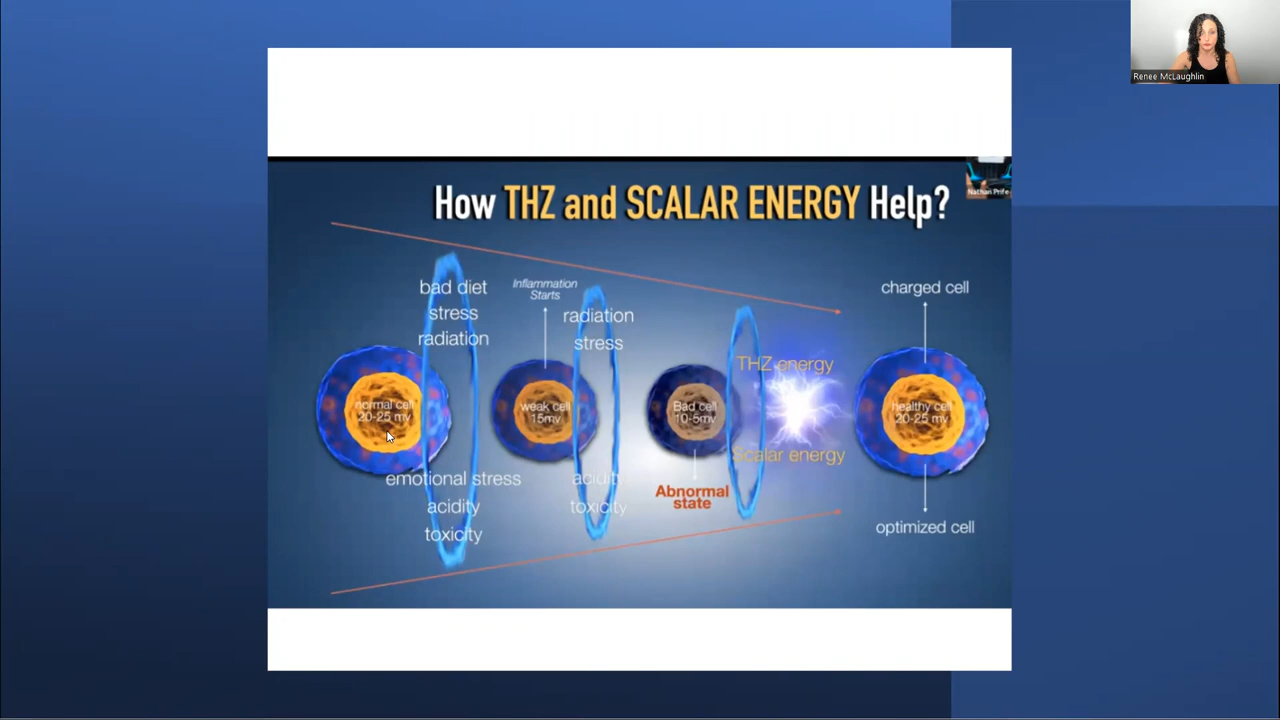 Renee McLaughlin
How THZ and SCALAR ENERGY Help?
Nathan Prife
bad diet
stress
radiation
Inflammation
Starts
radiation
stress
charged cell
THZ energy
normal cell
20-25 mv
weak cell
15mv
Bad cell
10-5mv
healthy cell
20-25 mv
Scalar energy
emotional stress
acidity
toxicity
acidity
toxicity
Abnormal
state
optimized cell